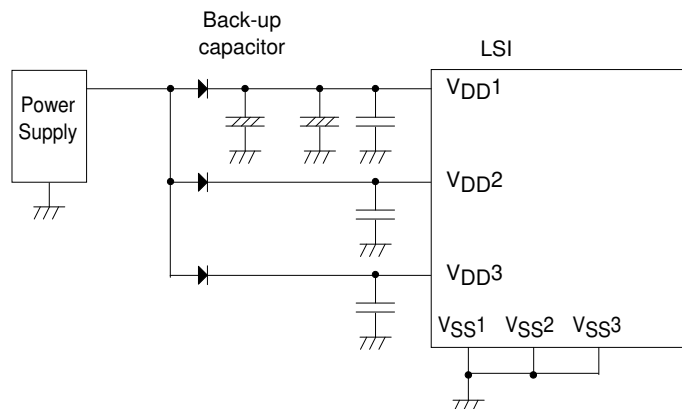 Back-up
capacitor
LSI
Power
Supply
VDD1
VDD2
VDD3
VSS1 VSS2 VSS3